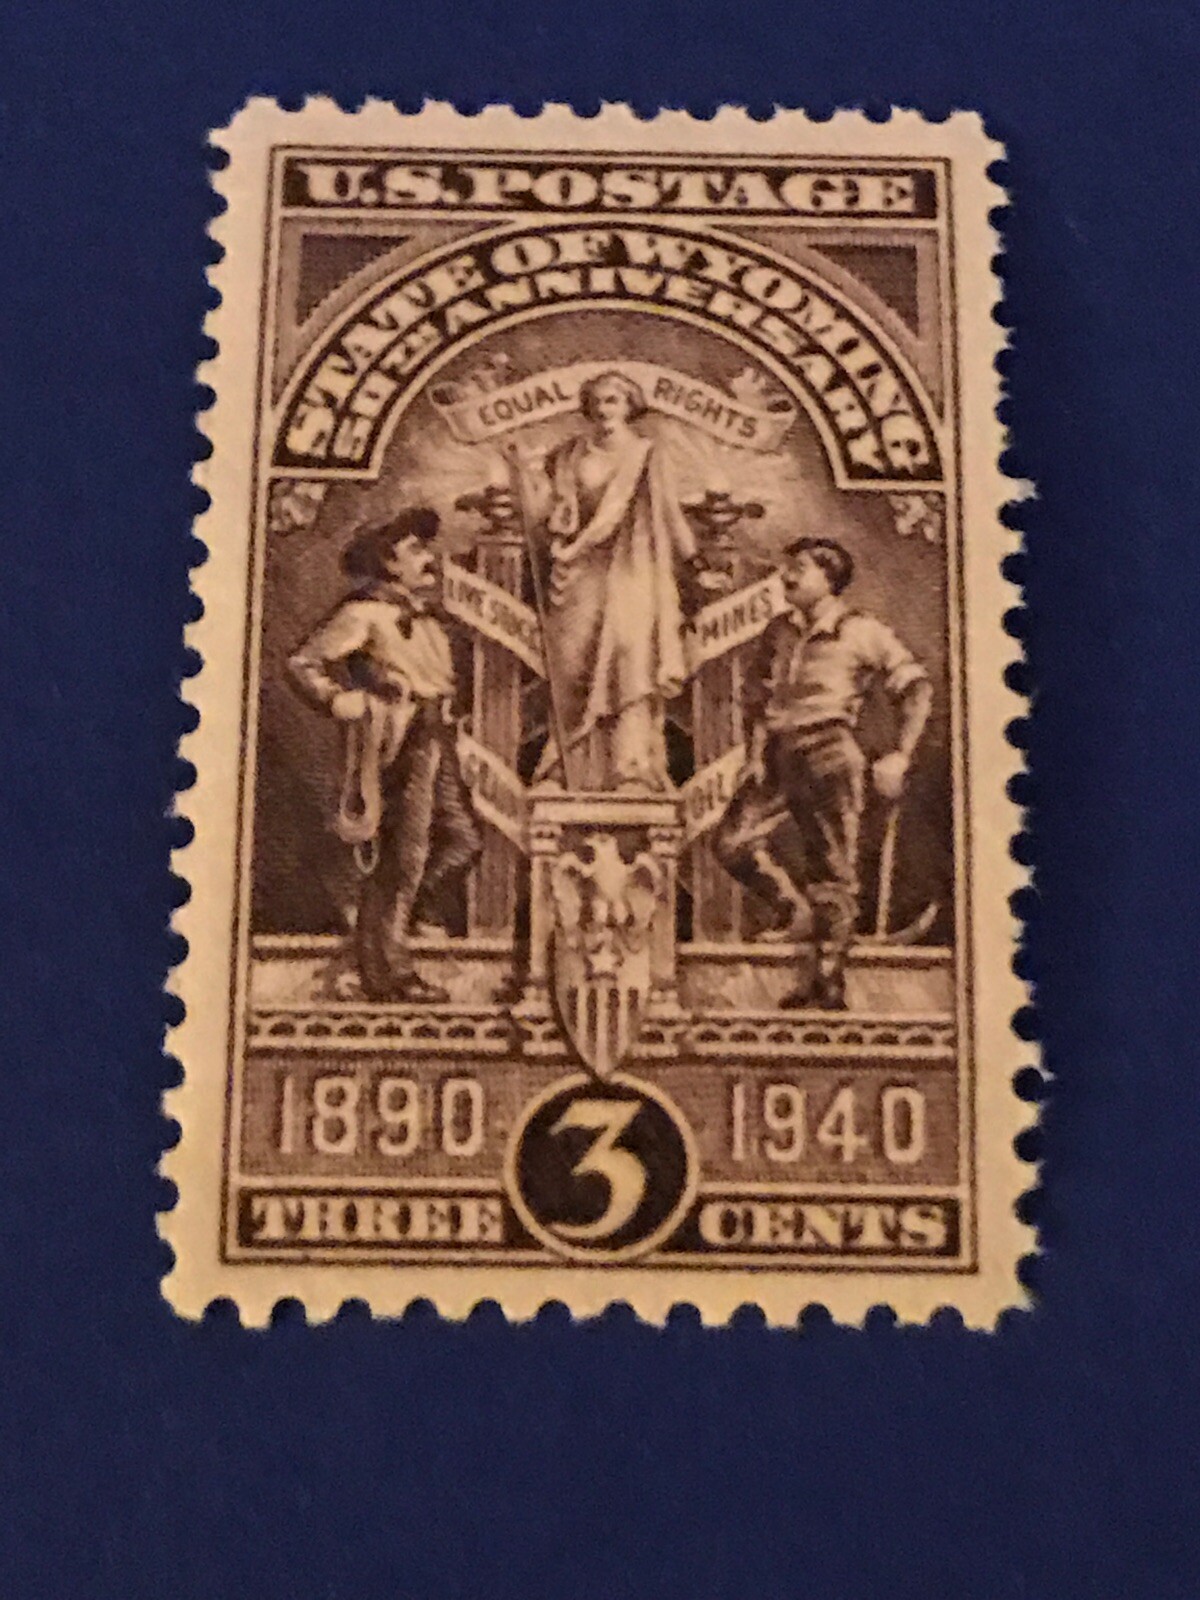 U.S. POSTAGE
STATE OF WYOMING
50TH ANNIVERSARY
EQUAL RIGHTS
LIVE STOCK
MINES
OIL
1890 1940
THREE 3 CENTS